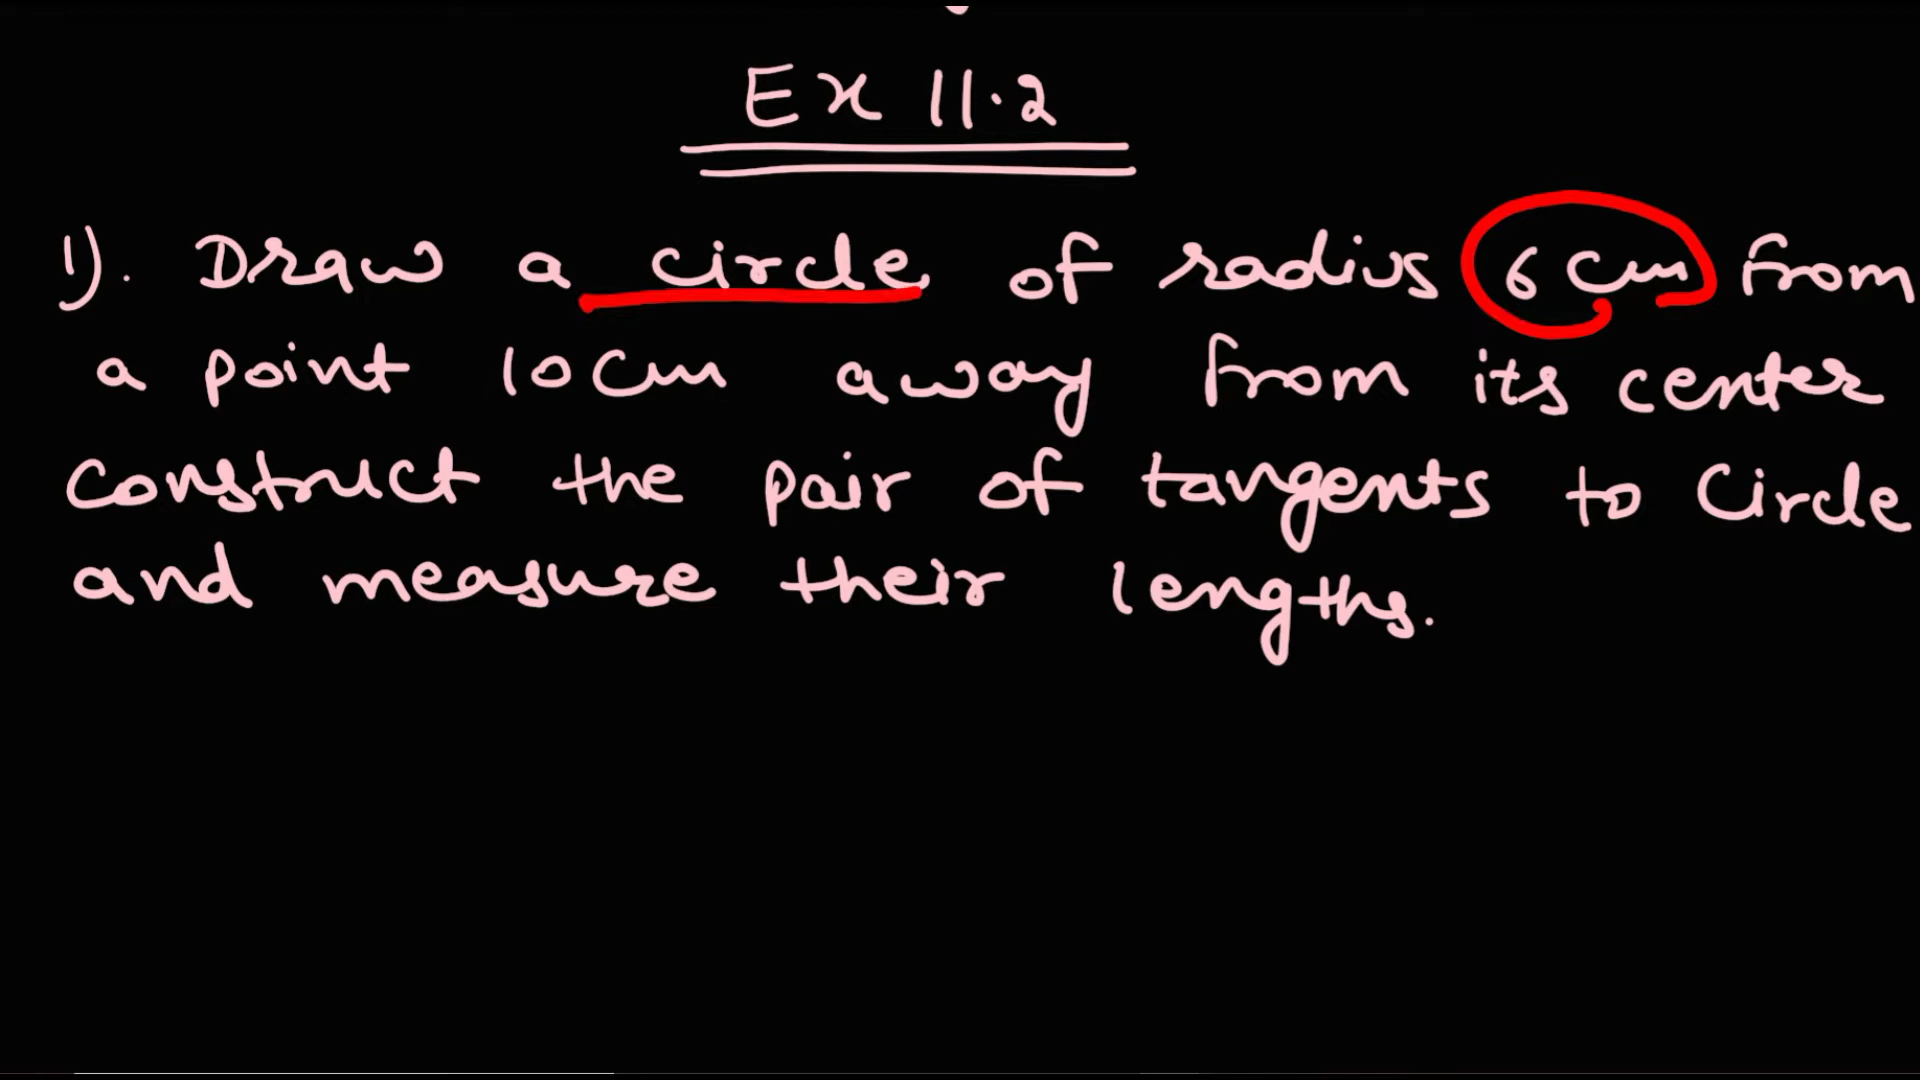 Ex 11.2
1). Draw a circle of radius 6 cm from
a point 10 cm away from its center
construct the pair of tangents to Circle
and measure their lengths.